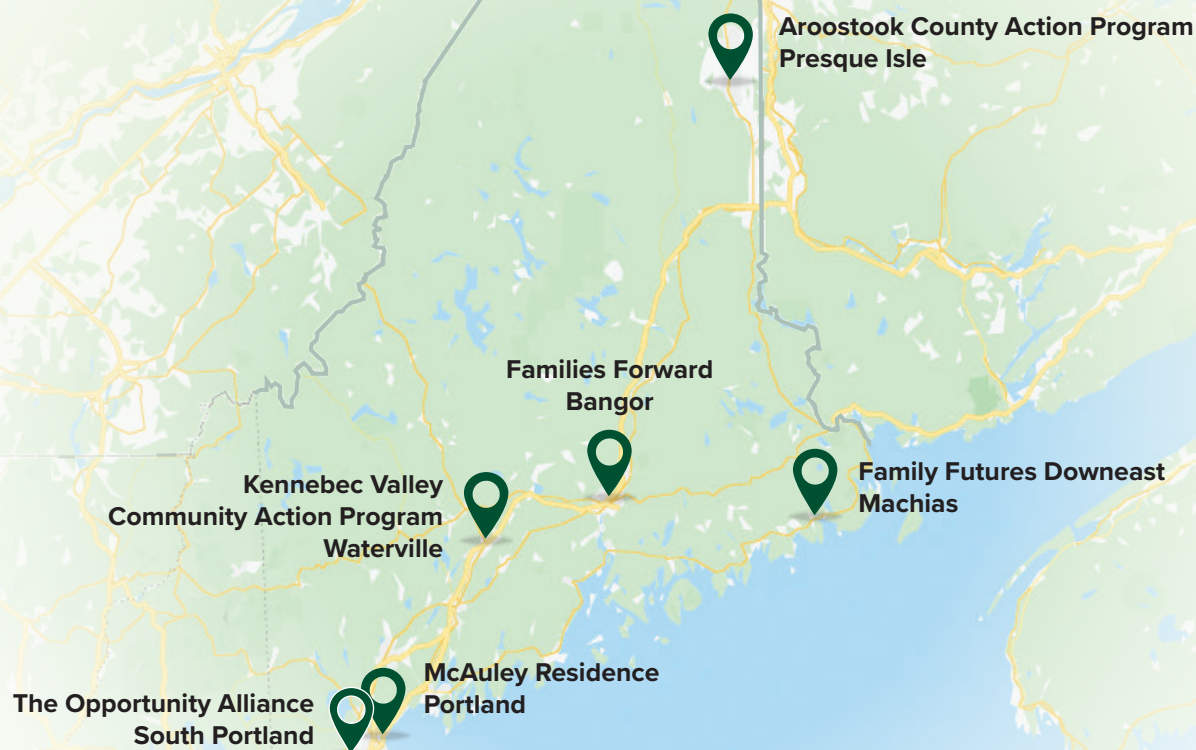 Aroostook County Action Program
Presque Isle
Families Forward
Bangor
Family Futures Downeast
Machias
Kennebec Valley
Community Action Program
Waterville
McAuley Residence
Portland
The Opportunity Alliance
South Portland